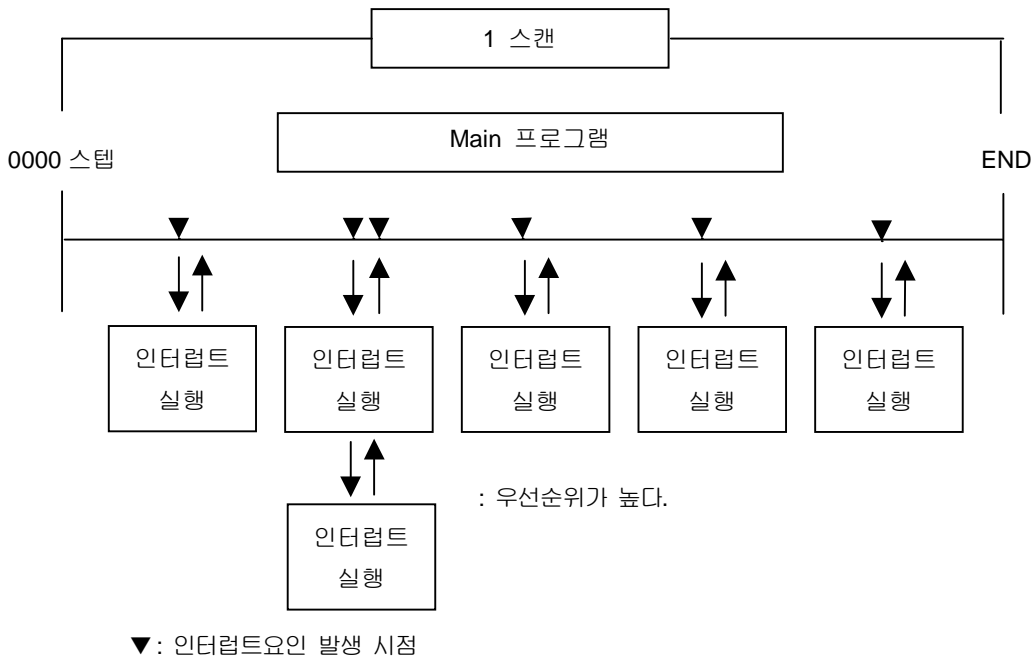 1 스캔
Main 프로그램
0000 스텝
END
▼ ▼ ▼ ▼ ▼ ▼
인터럽트 인터럽트 인터럽트 인터럽트 인터럽트
실행 실행 실행 실행 실행
: 우선순위가 높다.
인터럽트
실행
▼: 인터럽트요인 발생 시점